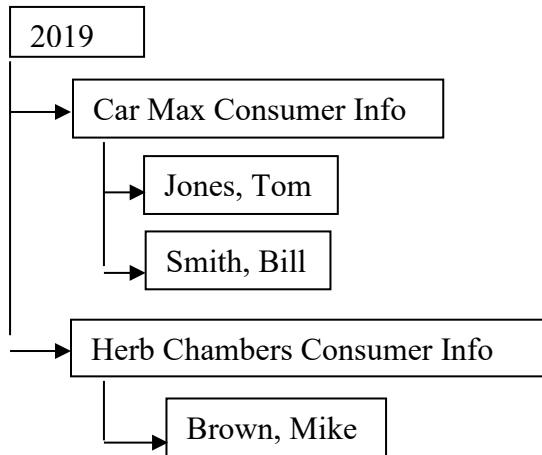 2019
Car Max Consumer Info
Jones, Tom
Smith, Bill
Herb Chambers Consumer Info
Brown, Mike